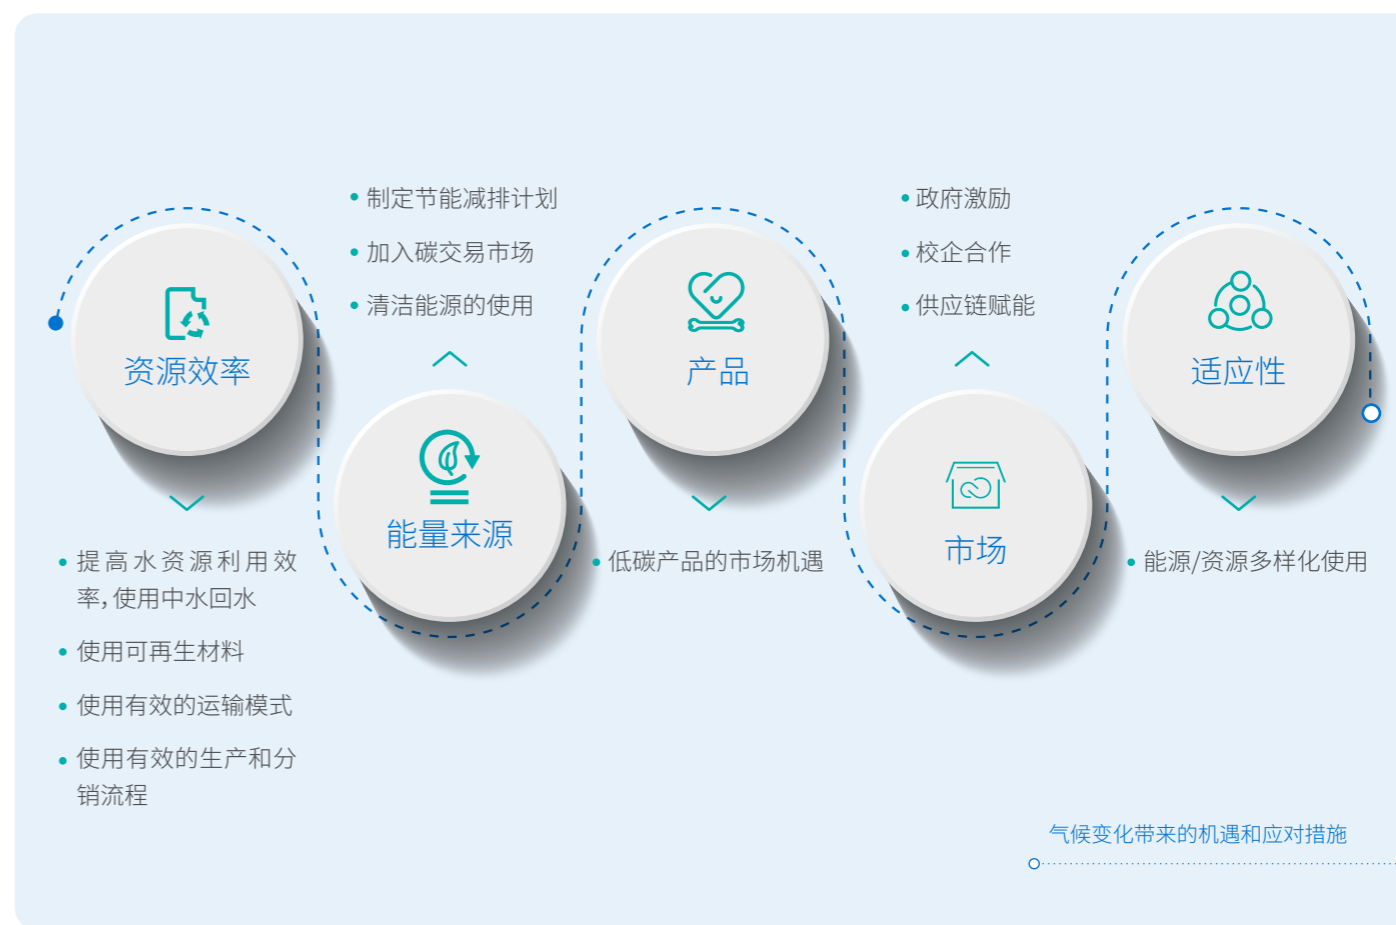 资源效率
提高水资源利用效
率，使用中水回水
使用可再生材料
使用有效的运输模式
使用有效的生产和分
销流程
制定节能减排计划
加入碳交易市场
清洁能源的使用
能量来源
产品
低碳产品的市场机遇
政府激励
校企合作
供应链赋能
市场
适应性
能源/资源多样化使用
气候变化带来的机遇和应对措施